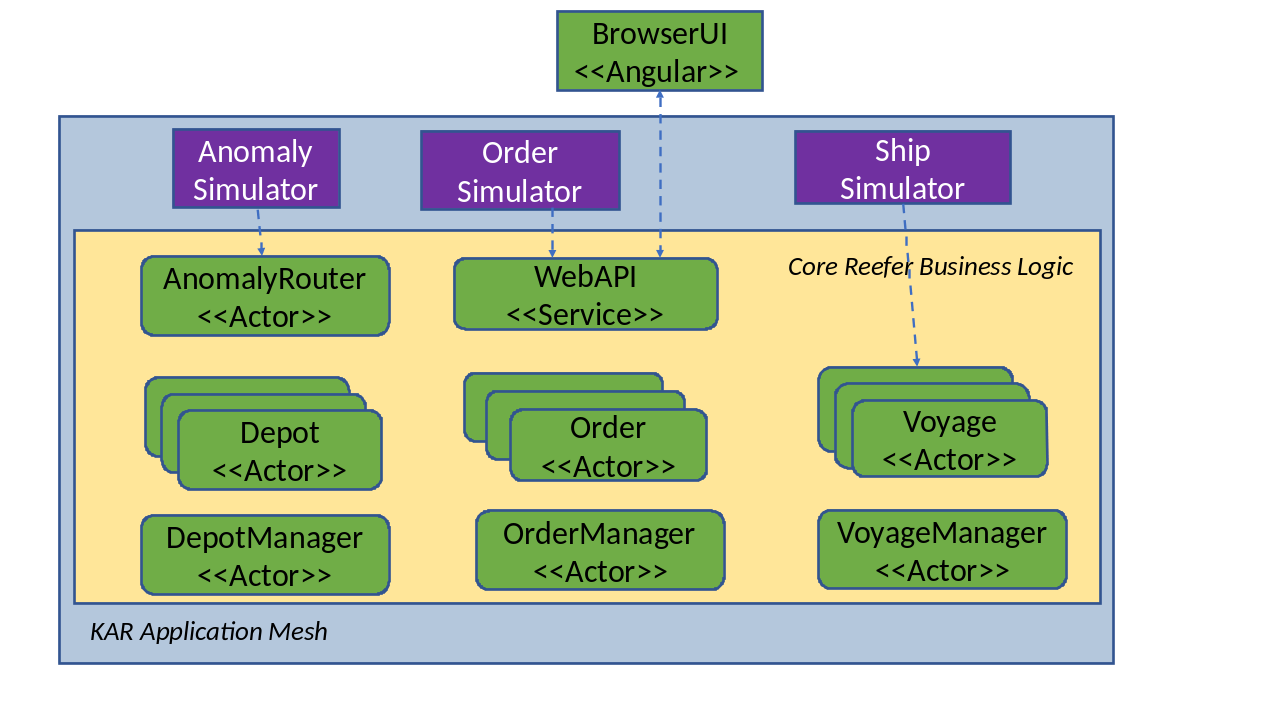 BrowserUI
<<Angular>>
Anomaly
Simulator
Order
Simulator
Ship
Simulator
AnomalyRouter
<<Actor>>
WebAPI
<<Service>>
Core Reefer Business Logic
Depot
<<Actor>>
Order
<<Actor>>
Voyage
<<Actor>>
DepotManager
<<Actor>>
OrderManager
<<Actor>>
VoyageManager
<<Actor>>
KAR Application Mesh